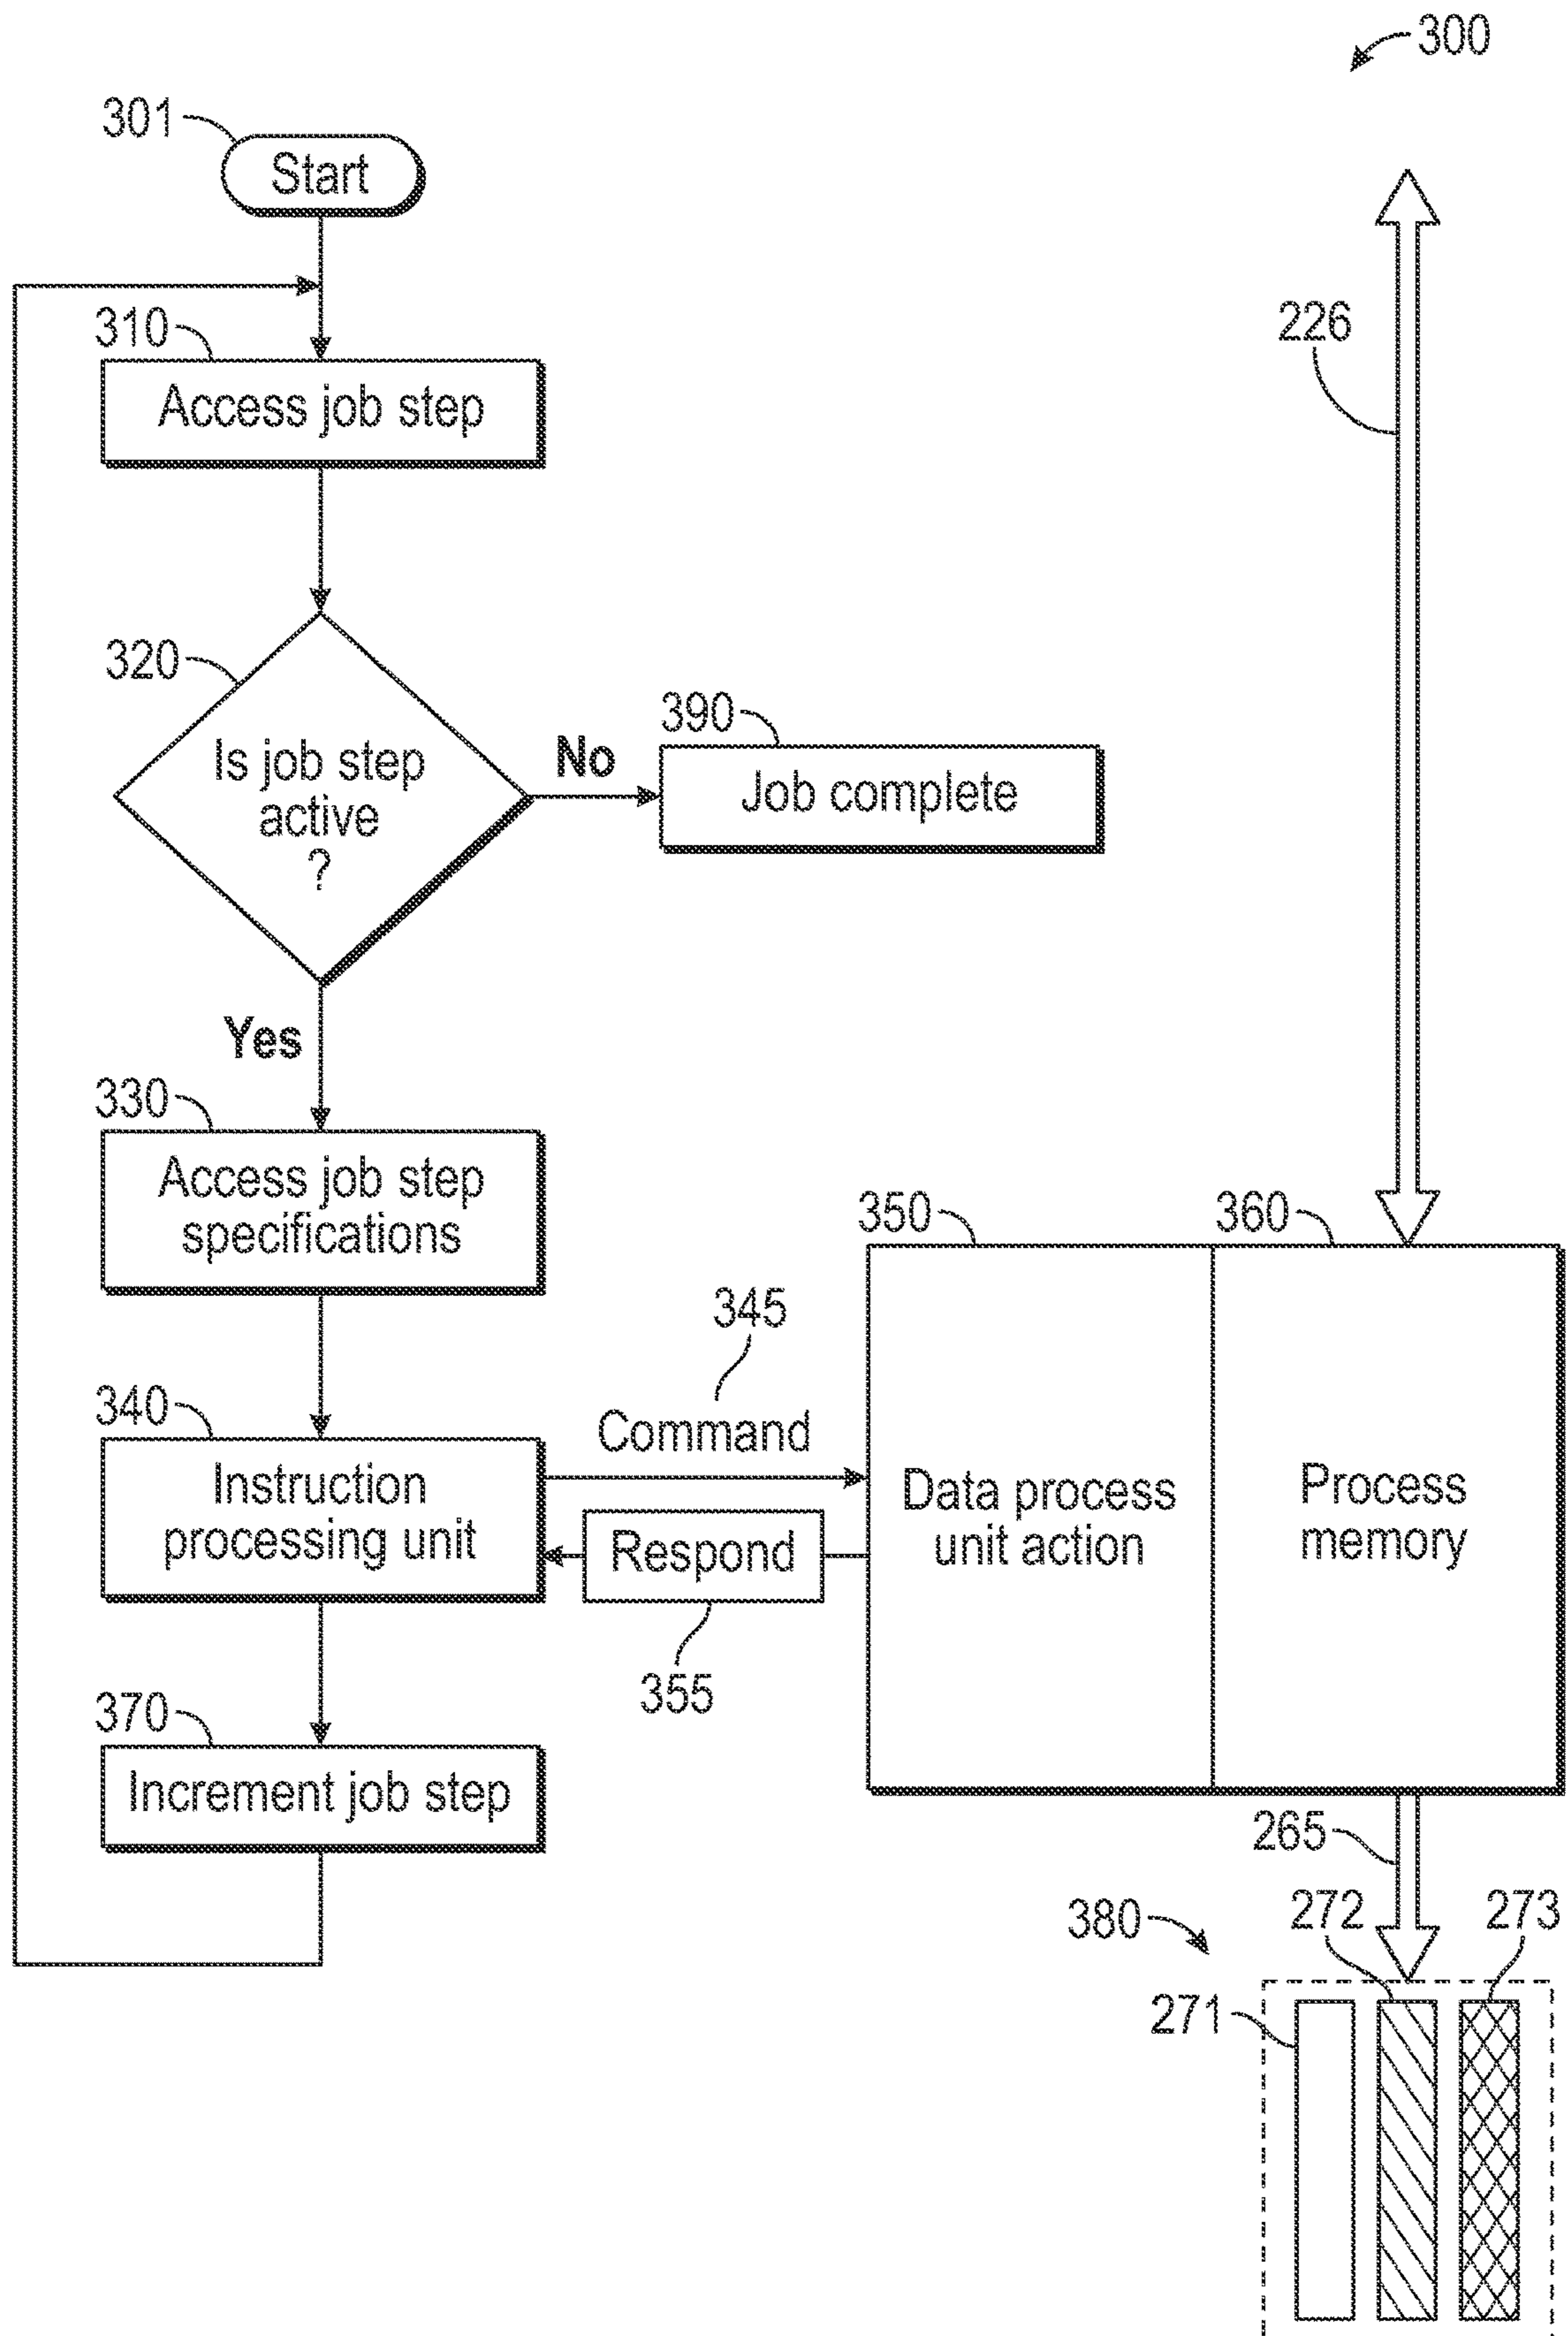 300
301
Start
310
Access job step
226
320
Is job step
active
?
No
390
Job complete
Yes
330
Access job step
specifications
350
360
345
Command
340
Instruction
processing unit
Respond
355
Data process
unit action
Process
memory
370
Increment job step
265
380
272
273
271